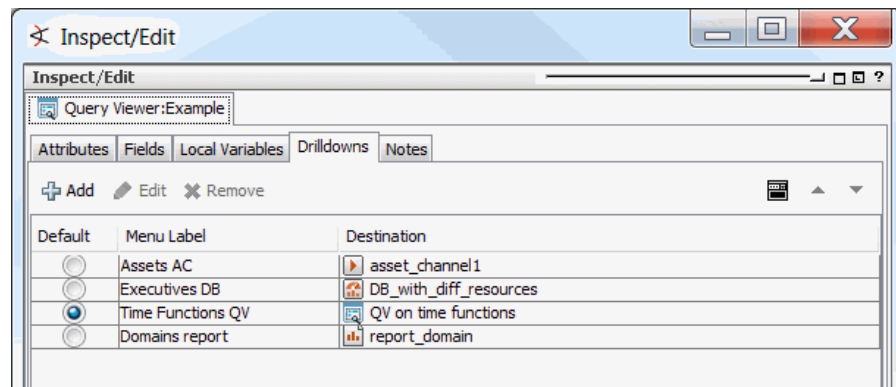 Inspect/Edit
Inspect/Edit ?
Query Viewer:Example
Attributes Fields Local Variables Drilldowns Notes
Add Edit Remove
Default Menu Label Destination
Assets AC asset_channel1
Executives DB DB_with_diff_resources
Time Functions QV QV on time functions
Domains report report_domain